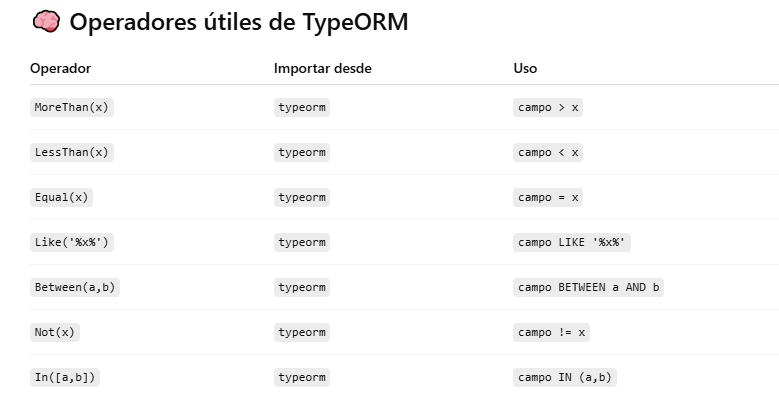 🧠 Operadores útiles de TypeORM
Operador Importar desde Uso
MoreThan(x) typeorm campo > x
LessThan(x) typeorm campo < x
Equal(x) typeorm campo = x
Like('%x%') typeorm campo LIKE '%x%'
Between(a,b) typeorm campo BETWEEN a AND b
Not(x) typeorm campo != x
In([a,b]) typeorm campo IN (a,b)